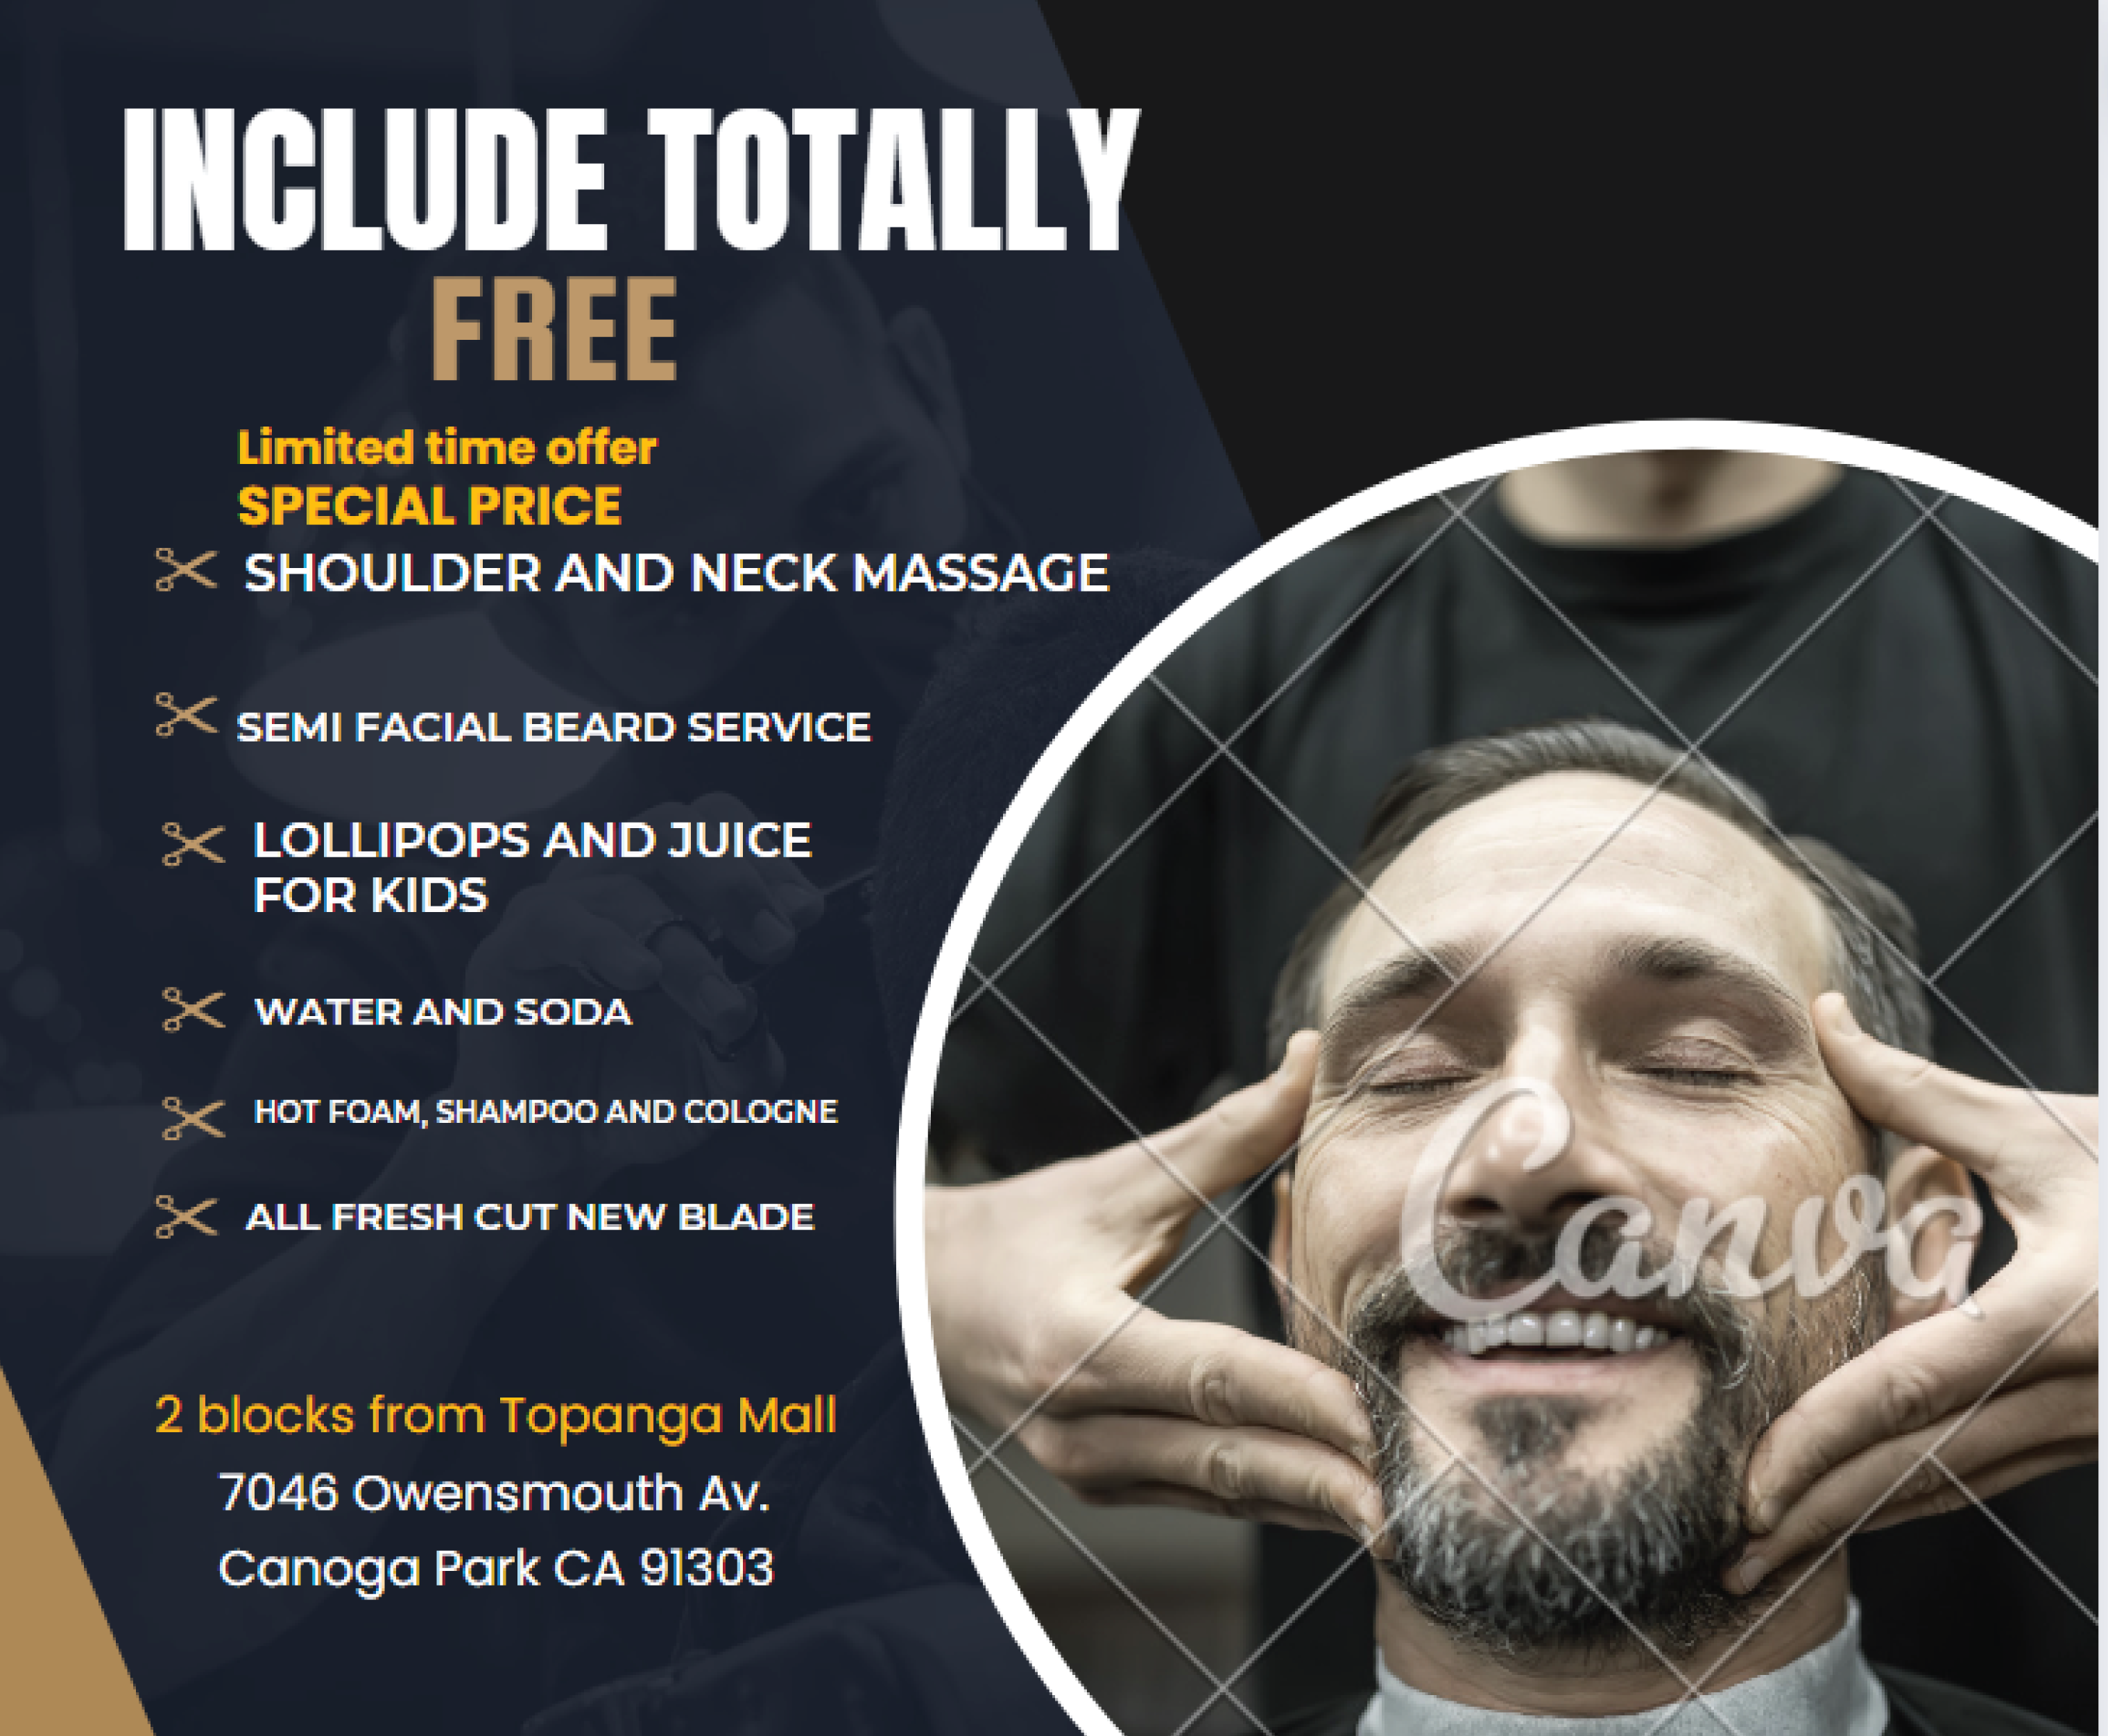 INCLUDE TOTALLY
FREE
Limited time offer
SPECIAL PRICE
SHOULDER AND NECK MASSAGE
SEMI FACIAL BEARD SERVICE
LOLLIPOPS AND JUICE
FOR KIDS
WATER AND SODA
HOT FOAM, SHAMPOO AND COLOGNE
ALL FRESH CUT NEW BLADE
2 blocks from Topanga Mall
7046 Owensmouth Av.
Canoga Park CA 91303
Canva